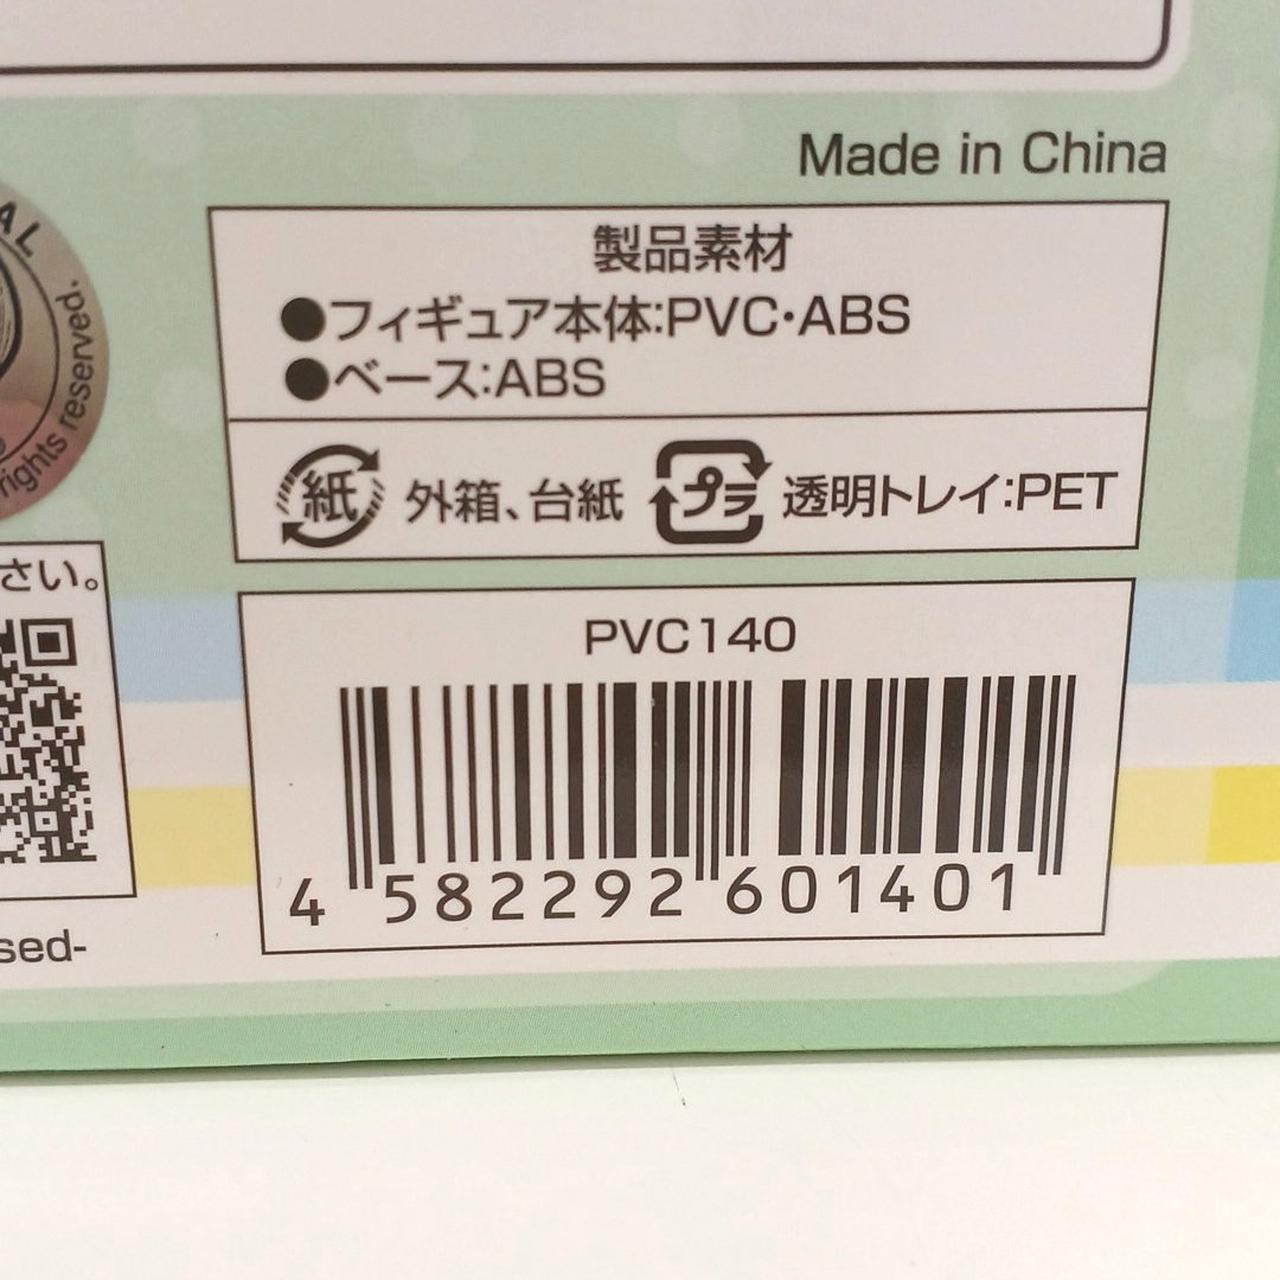 Made in China
AL
rights reserved.
製品素材
●フィギュア本体:PVC・ABS
●ベース:ABS
紙 外箱、台紙 プラ 透明トレイ:PET
さい。
PVC140
4 582292 601401
sed-